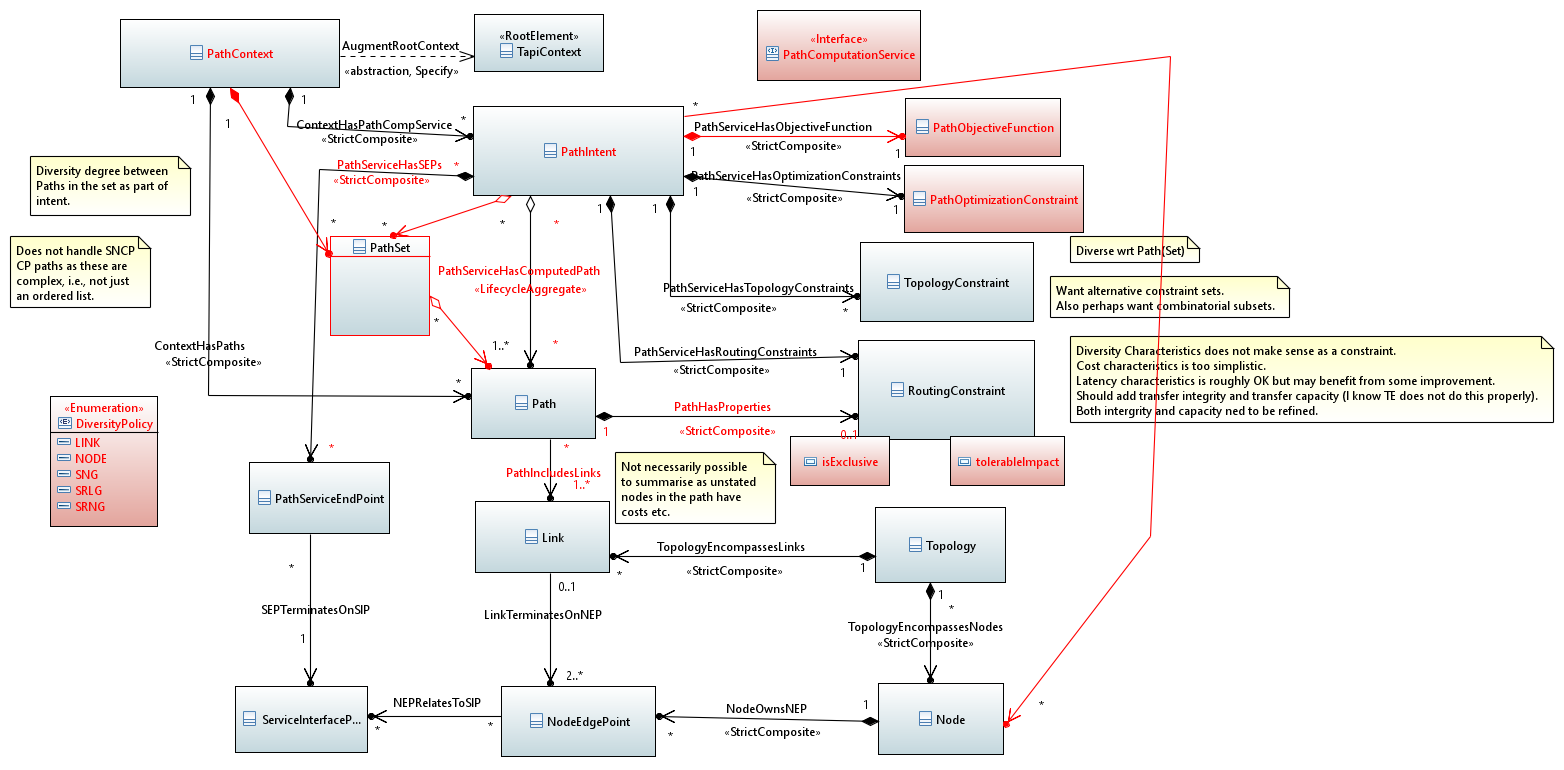 PathContext
AugmentRootContext
«abstraction, Specify»
«RootElement»
TapiContext
«Interface»
PathComputationService
1
1
1
ContextHasPathCompService
«StrictComposite»
*
*
PathIntent
PathServiceHasObjectiveFunction
1
«StrictComposite»
1
PathObjectiveFunction
PathServiceHasSEPs
*
«StrictComposite»
PathServiceHasOptimizationConstraints
1
«StrictComposite»
1
PathOptimizationConstraint
Diversity degree between
Paths in the set as part of
intent.
Does not handle SNCP
CP paths as these are
complex, i.e., not just
an ordered list.
*
*
*
*
1
1
PathSet
PathServiceHasComputedPath
«LifecycleAggregate»
*
1..*
*
PathServiceHasTopologyConstraints
«StrictComposite»
*
TopologyConstraint
Diverse wrt Path(Set)
Want alternative constraint sets.
Also perhaps want combinatorial subsets.
ContextHasPaths
«StrictComposite»
*
PathServiceHasRoutingConstraints
«StrictComposite»
1
RoutingConstraint
Diversity Characteristics does not make sense as a constraint.
Cost characteristics is too simplistic.
Latency characteristics is roughly OK but may benefit from some improvement.
Should add transfer integrity and transfer capacity (I know TE does not do this properly).
Both intergrity and capacity ned to be refined.
Path
PathHasProperties
1
«StrictComposite»
0..1
isExclusive
tolerableImpact
«Enumeration»
DiversityPolicy
LINK
NODE
SNG
SRLG
SRNG
*
*
PathIncludesLinks
1..*
Not necessarily possible
to summarise as unstated
nodes in the path have
costs etc.
PathServiceEndPoint
Link
TopologyEncompassesLinks
*
«StrictComposite»
1
Topology
*
SEPTerminatesOnSIP
1
0..1
LinkTerminatesOnNEP
2..*
1
*
TopologyEncompassesNodes
«StrictComposite»
ServiceInterfaceP...
NEPRelatesToSIP
*
*
NodeEdgePoint
NodeOwnsNEP
*
«StrictComposite»
1
Node
*